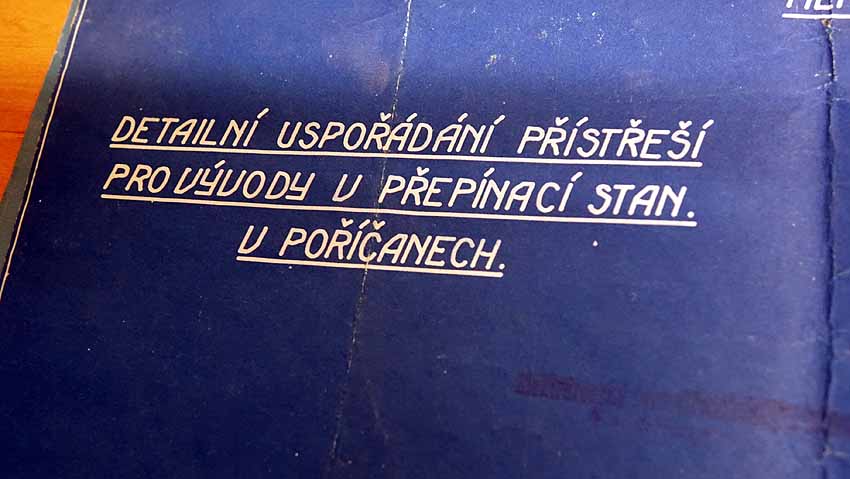 DETAILNÍ USPOŘÁDÁNÍ PŘÍSTŘEŠÍ
PRO VÝVODY V PŘEPÍNACÍ STAN.
V POŘÍČANECH.